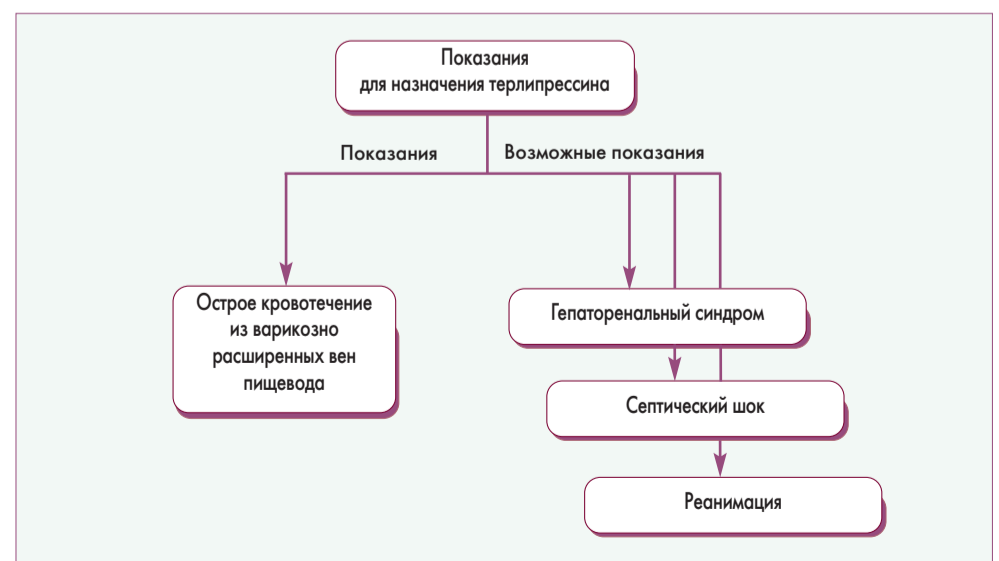 Показания
для назначения терлипрессина
Показания
Возможные показания
Острое кровотечение
из варикозно
расширенных вен
пищевода
Гепаторенальный синдром
Септический шок
Реанимация